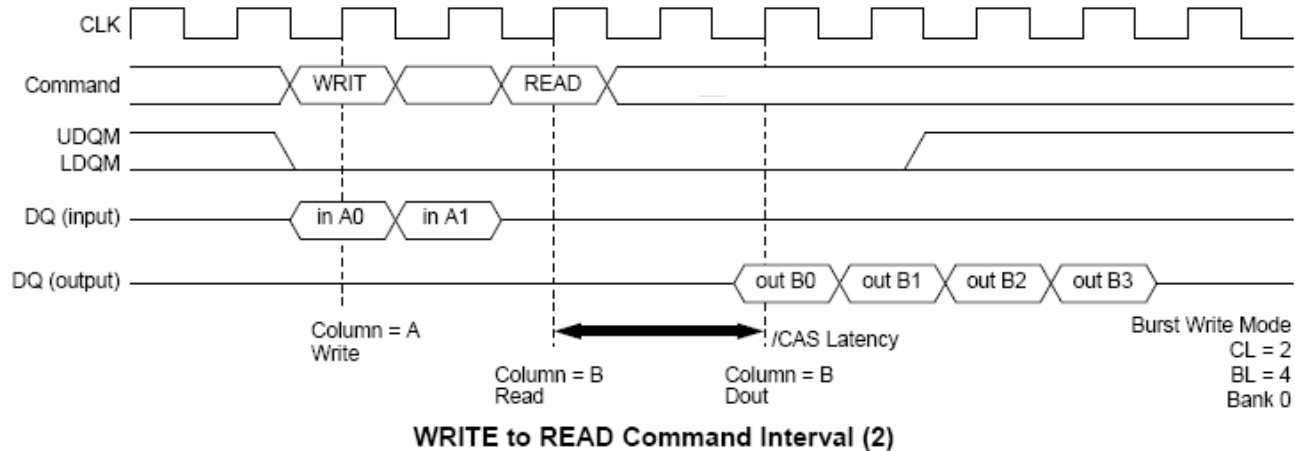 CLK
Command
WRIT
READ
UDQM
LDQM
DQ (input)
in A0
in A1
DQ (output)
out B0
out B1
out B2
out B3
Column = A
Write
/CAS Latency
Column = B
Read
Column = B
Dout
Burst Write Mode
CL = 2
BL = 4
Bank 0
WRITE to READ Command Interval (2)